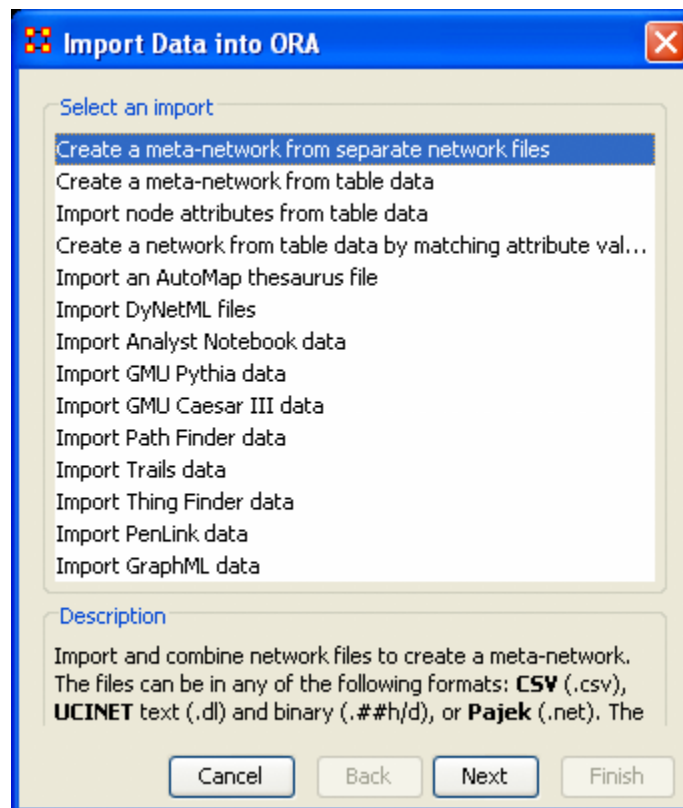 Import Data into ORA
Select an import
Create a meta-network from separate network files
Create a meta-network from table data
Import node attributes from table data
Create a network from table data by matching attribute val...
Import an AutoMap thesaurus file
Import DyNetML files
Import Analyst Notebook data
Import GMU Pythia data
Import GMU Caesar III data
Import Path Finder data
Import Trails data
Import Thing Finder data
Import PenLink data
Import GraphML data
Description
Import and combine network files to create a meta-network.
The files can be in any of the following formats: CSV (.csv),
UCINET text (.dl) and binary (.##h/d), or Pajek (.net). The
Cancel Back Next Finish